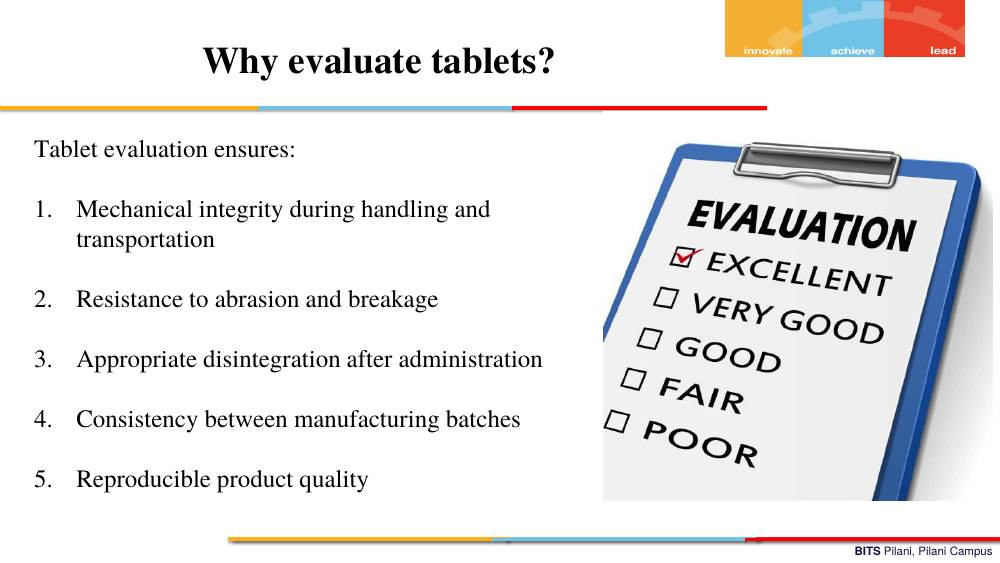 Why evaluate tablets?
innovate achieve lead
Tablet evaluation ensures:
1. Mechanical integrity during handling and
transportation
2. Resistance to abrasion and breakage
3. Appropriate disintegration after administration
4. Consistency between manufacturing batches
5. Reproducible product quality
EVALUATION
EXCELLENT
VERY GOOD
GOOD
FAIR
POOR
BITS Pilani, Pilani Campus